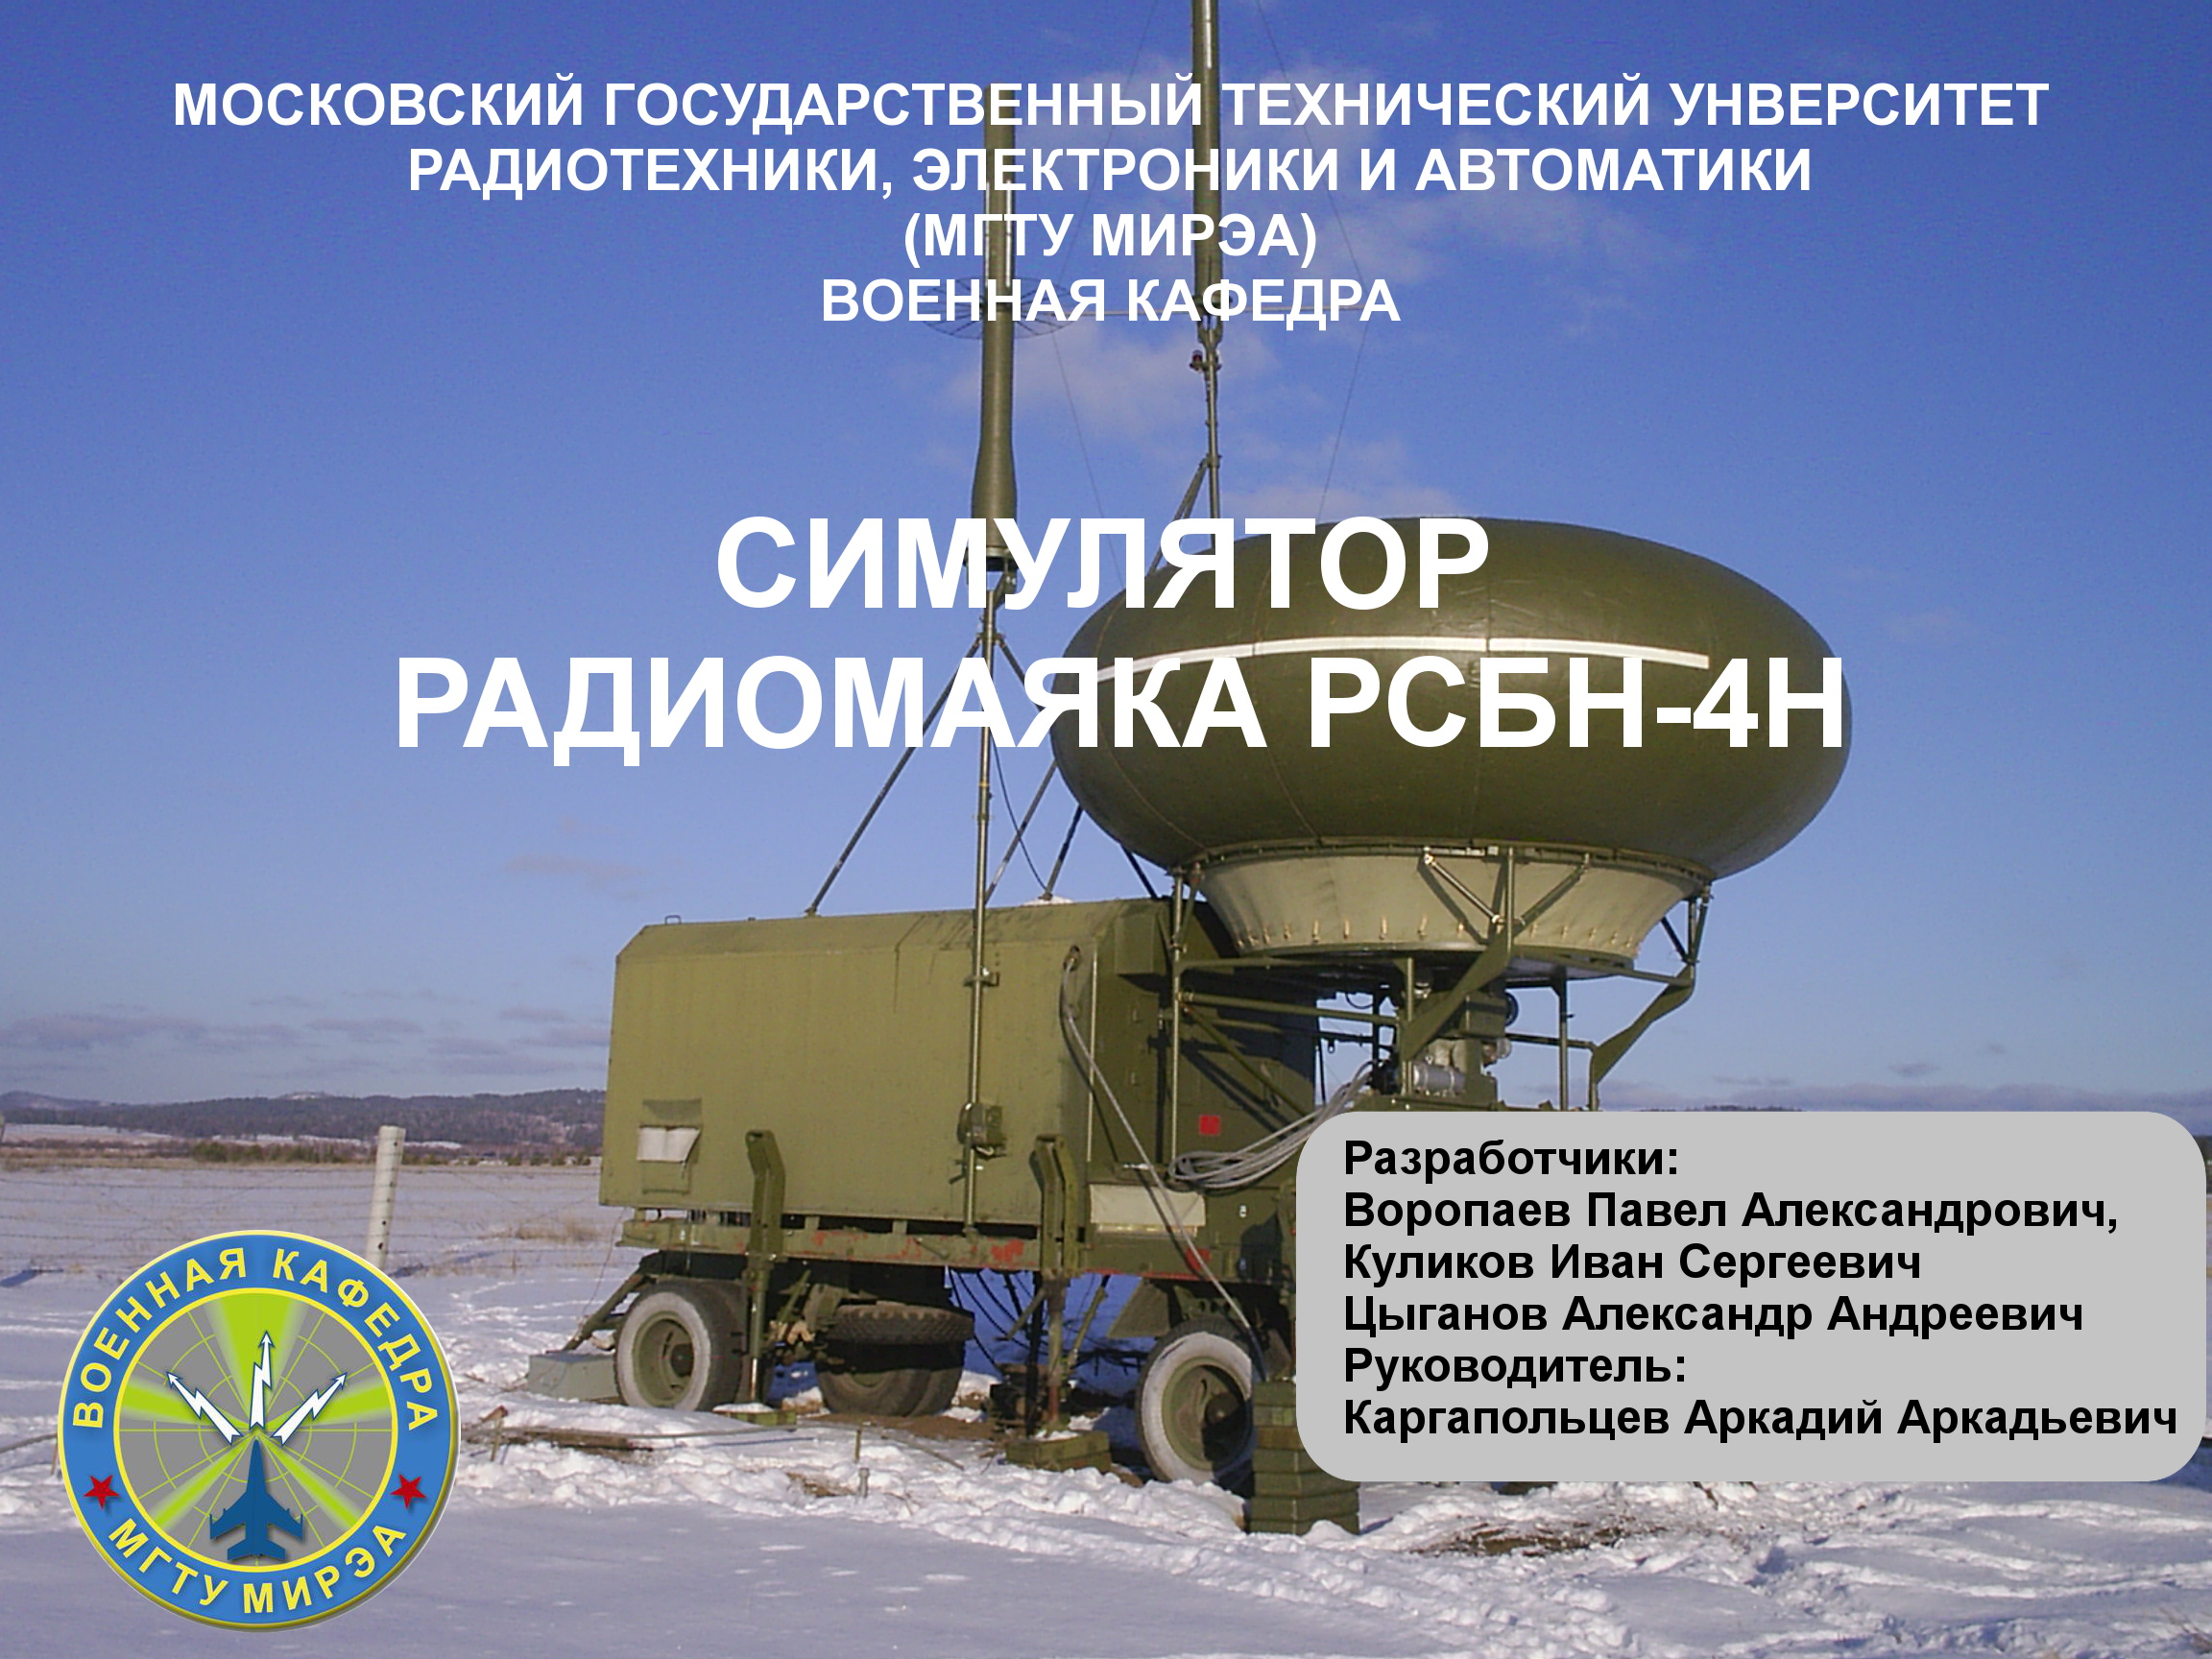 МОСКОВСКИЙ ГОСУДАРСТВЕННЫЙ ТЕХНИЧЕСКИЙ УНВЕРСИТЕТ
РАДИОТЕХНИКИ, ЭЛЕКТРОНИКИ И АВТОМАТИКИ
(МГТУ МИРЭА)
ВОЕННАЯ КАФЕДРА
СИМУЛЯТОР
РАДИОМАЯКА РСБН-4Н
Разработчики:
Воропаев Павел Александрович,
Куликов Иван Сергеевич
Цыганов Александр Андреевич
Руководитель:
Каргапольцев Аркадий Аркадьевич
ВОЕННАЯ КАФЕДРА
МГТУ МИРЭА